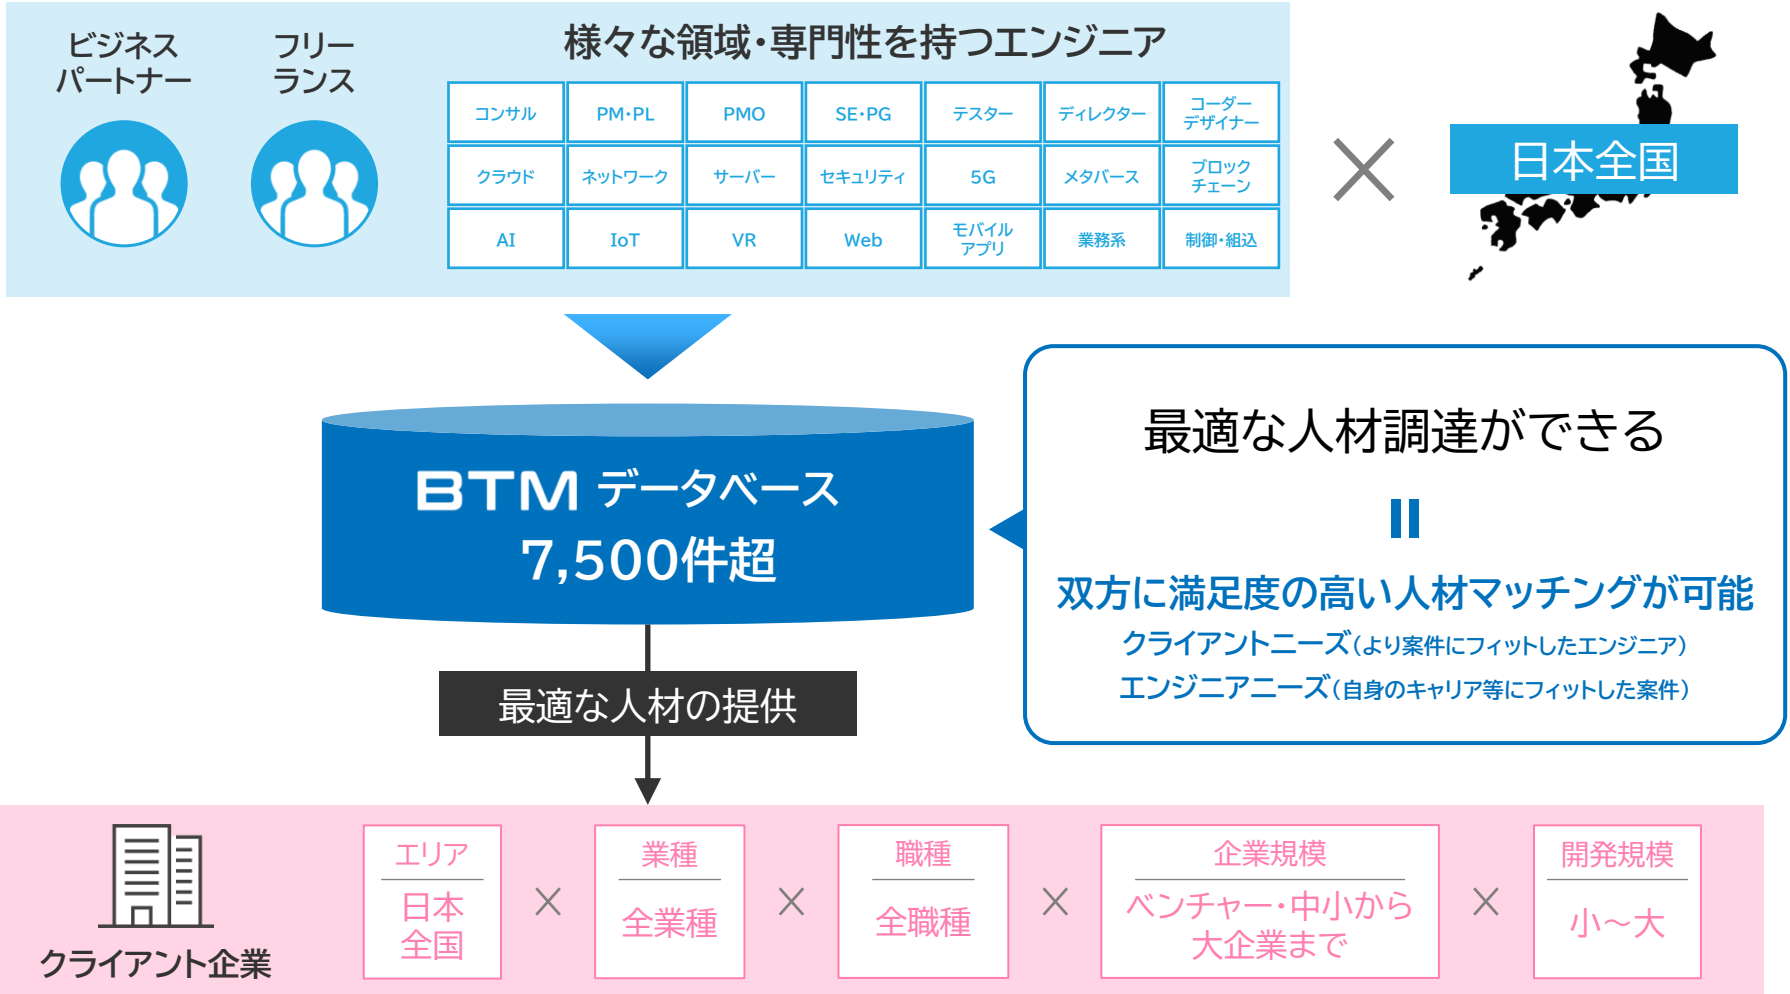 ビジネス
パートナー
フリー
ランス
様々な領域・専門性を持つエンジニア
コンサル
PM・PL
PMO
SE・PG
テスター
ディレクター
コーダー
デザイナー
クラウド
ネットワーク
サーバー
セキュリティ
5G
メタバース
ブロック
チェーン
AI
IoT
VR
Web
モバイル
アプリ
業務系
制御・組込
×
日本全国
BTM データベース
7,500件超
最適な人材調達ができる
=
双方に満足度の高い人材マッチングが可能
クライアントニーズ(より案件にフィットしたエンジニア)
エンジニアニーズ(自身のキャリア等にフィットした案件)
最適な人材の提供
クライアント企業
エリア
日本
全国
×
業種
全業種
×
職種
全職種
×
企業規模
ベンチャー・中小から
大企業まで
×
開発規模
小〜大